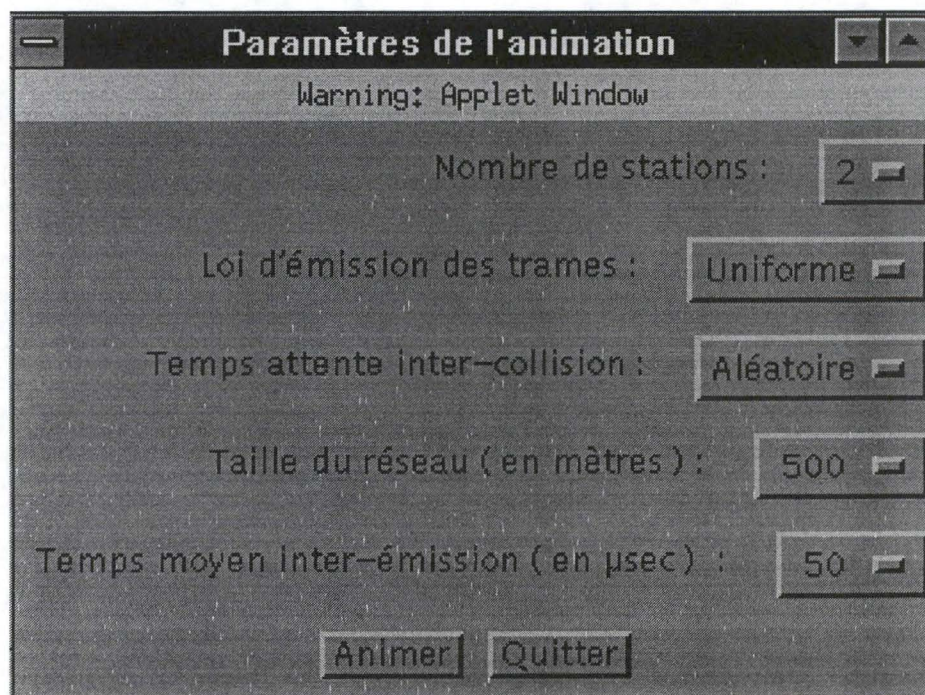 Paramètres de l'animation
Warning: Applet Window
Nombre de stations : 2
Loi d'émission des trames : Uniforme
Temps attente inter-collision : Aléatoire
Taille du réseau ( en mètres ) : 500
Temps moyen inter-émission ( en µsec ) : 50
Animer Quitter